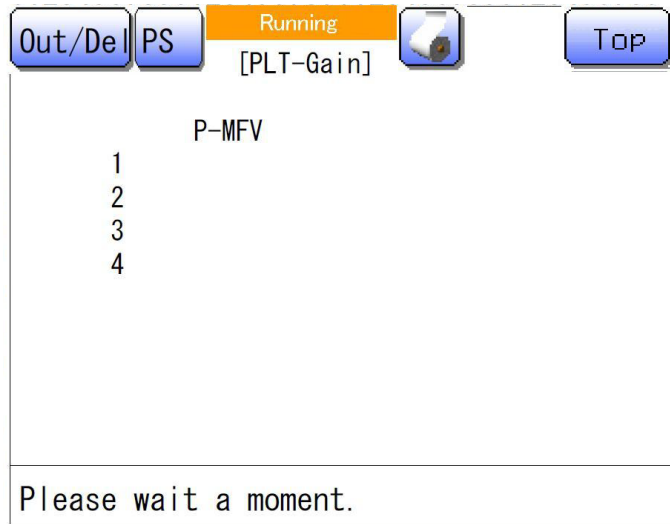 Out/Del PS Running Top
[PLT-Gain]
P-MFV
1
2
3
4
Please wait a moment.